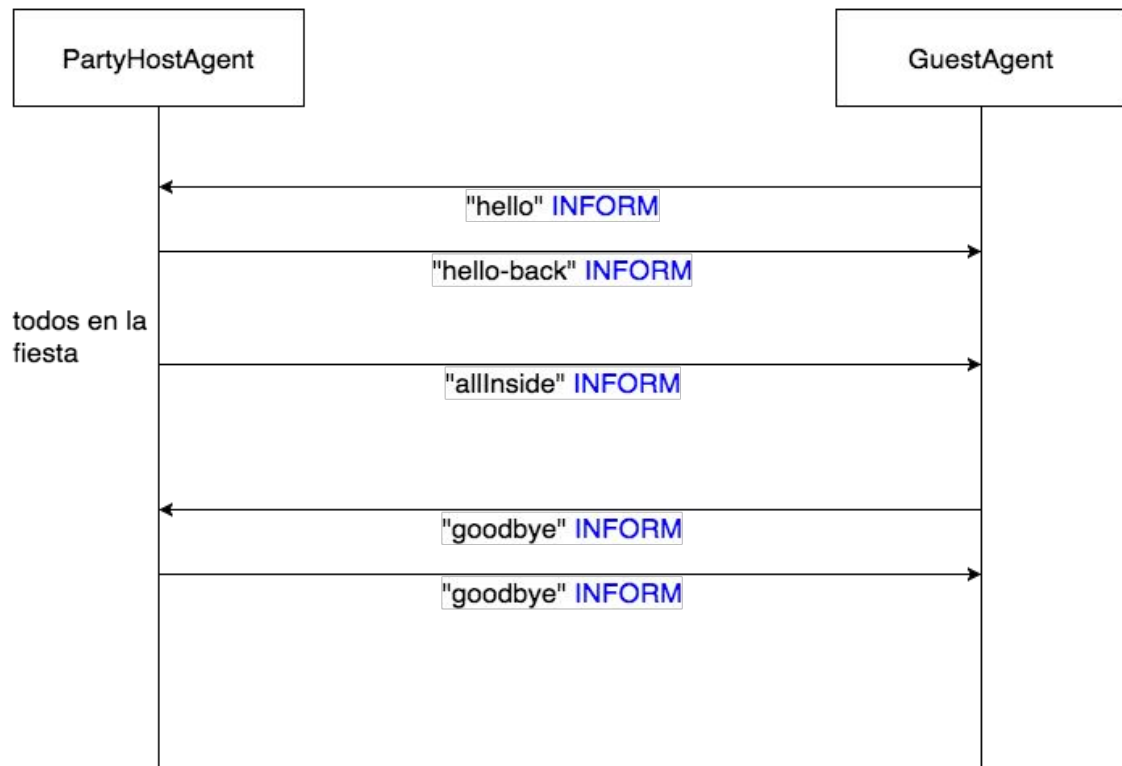 PartyHostAgent
GuestAgent
"hello" INFORM
"hello-back" INFORM
todos en la
fiesta
"allInside" INFORM
"goodbye" INFORM
"goodbye" INFORM